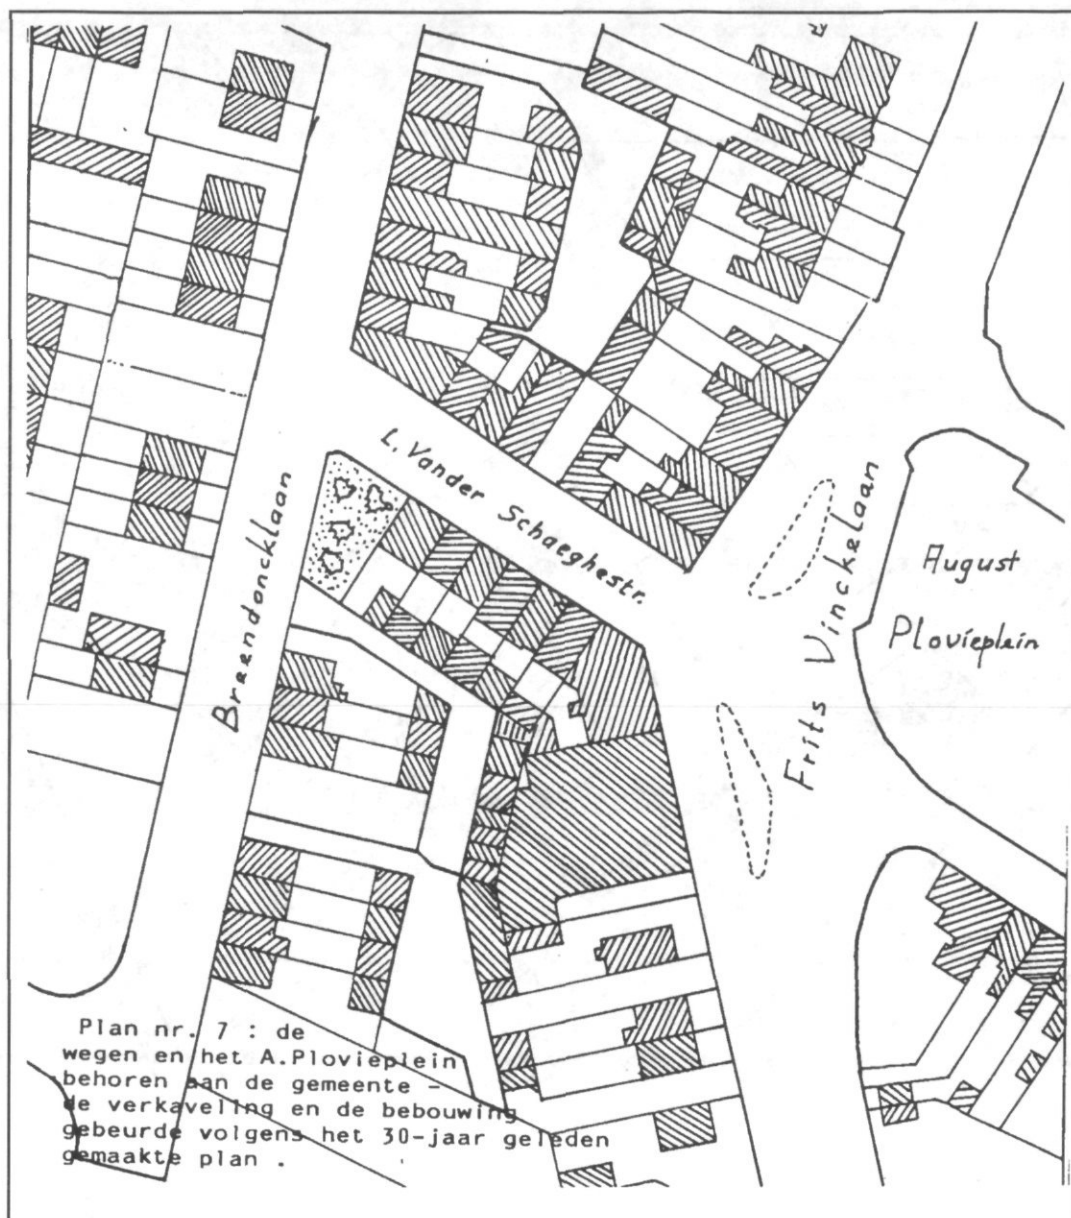 L. Vander Schaeghestr.
Breendoncklaan
Frits Vinckelaan
August
Plovieplein
Plan nr. 7 : de
wegen en het A.Plovieplein
behoren aan de gemeente -
de verkaveling en de bebouwing
gebeurde volgens het 30-jaar geleden
gemaakte plan .